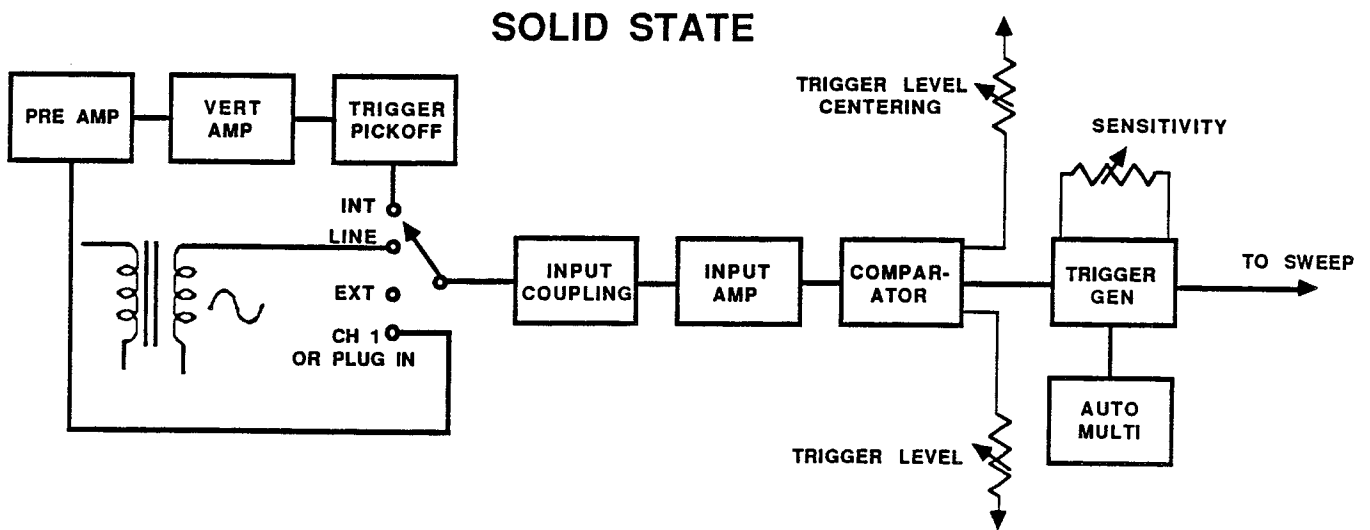 SOLID STATE
PRE AMP
VERT
AMP
TRIGGER
PICKOFF
TRIGGER LEVEL
CENTERING
SENSITIVITY
INT
LINE
EXT
CH 1
OR PLUG IN
INPUT
COUPLING
INPUT
AMP
COMPAR-
ATOR
TRIGGER
GEN
TO SWEEP
AUTO
MULTI
TRIGGER LEVEL